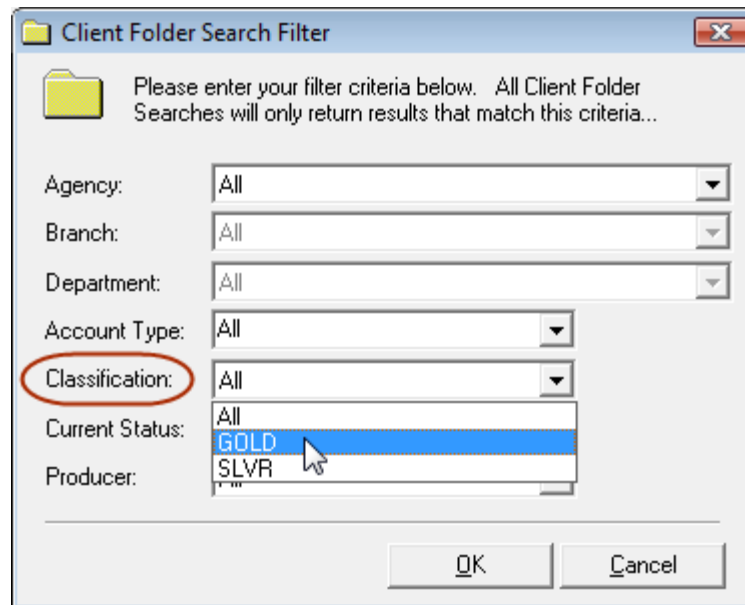 Client Folder Search Filter
Please enter your filter criteria below. All Client Folder
Searches will only return results that match this criteria...
Agency: All
Branch: All
Department: All
Account Type: All
Classification: All
All
Current Status:
GOLD
SLVR
Producer:
OK Cancel